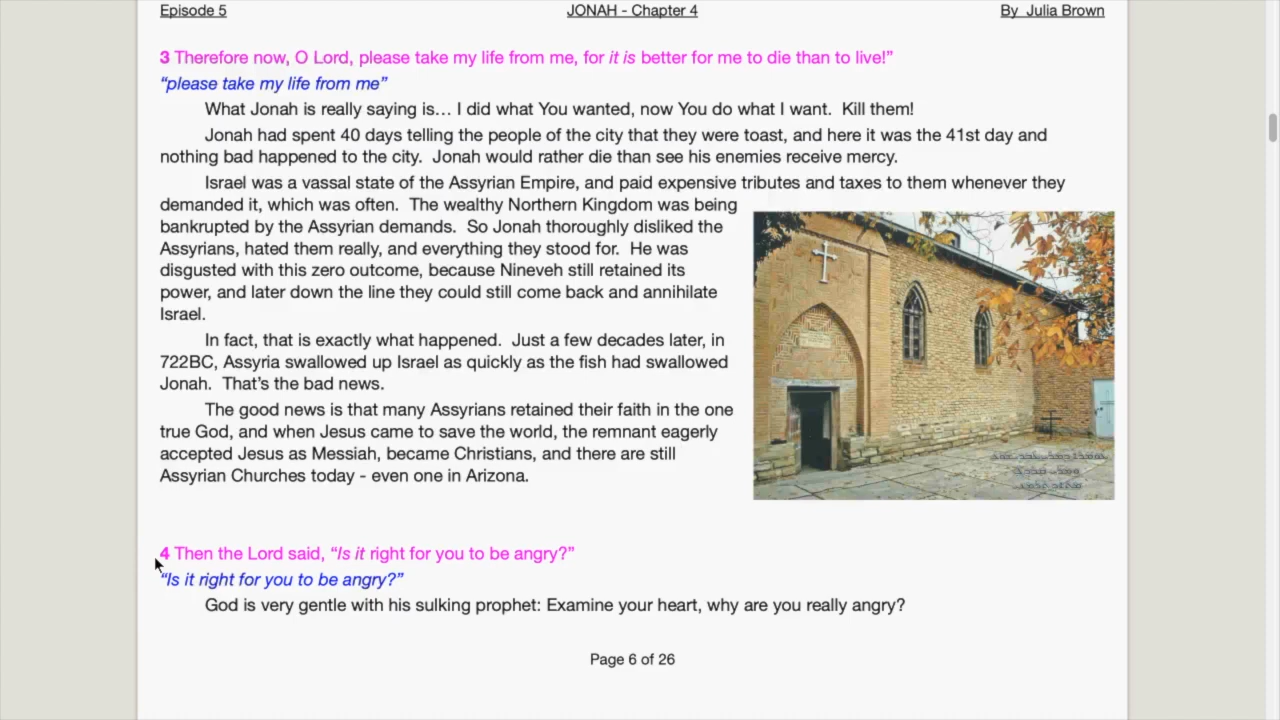 Episode 5 JONAH - Chapter 4 By Julia Brown
3 Therefore now, O Lord, please take my life from me, for it is better for me to die than to live!”
“please take my life from me”
What Jonah is really saying is… I did what You wanted, now You do what I want. Kill them!
Jonah had spent 40 days telling the people of the city that they were toast, and here it was the 41st day and
nothing bad happened to the city. Jonah would rather die than see his enemies receive mercy.
Israel was a vassal state of the Assyrian Empire, and paid expensive tributes and taxes to them whenever they
demanded it, which was often. The wealthy Northern Kingdom was being
bankrupted by the Assyrian demands. So Jonah thoroughly disliked the
Assyrians, hated them really, and everything they stood for. He was
disgusted with this zero outcome, because Nineveh still retained its
power, and later down the line they could still come back and annihilate
Israel.
In fact, that is exactly what happened. Just a few decades later, in
722BC, Assyria swallowed up Israel as quickly as the fish had swallowed
Jonah. That’s the bad news.
The good news is that many Assyrians retained their faith in the one
true God, and when Jesus came to save the world, the remnant eagerly
accepted Jesus as Messiah, became Christians, and there are still
Assyrian Churches today - even one in Arizona.
4 Then the Lord said, “Is it right for you to be angry?”
“Is it right for you to be angry?”
God is very gentle with his sulking prophet: Examine your heart, why are you really angry?
Page 6 of 26